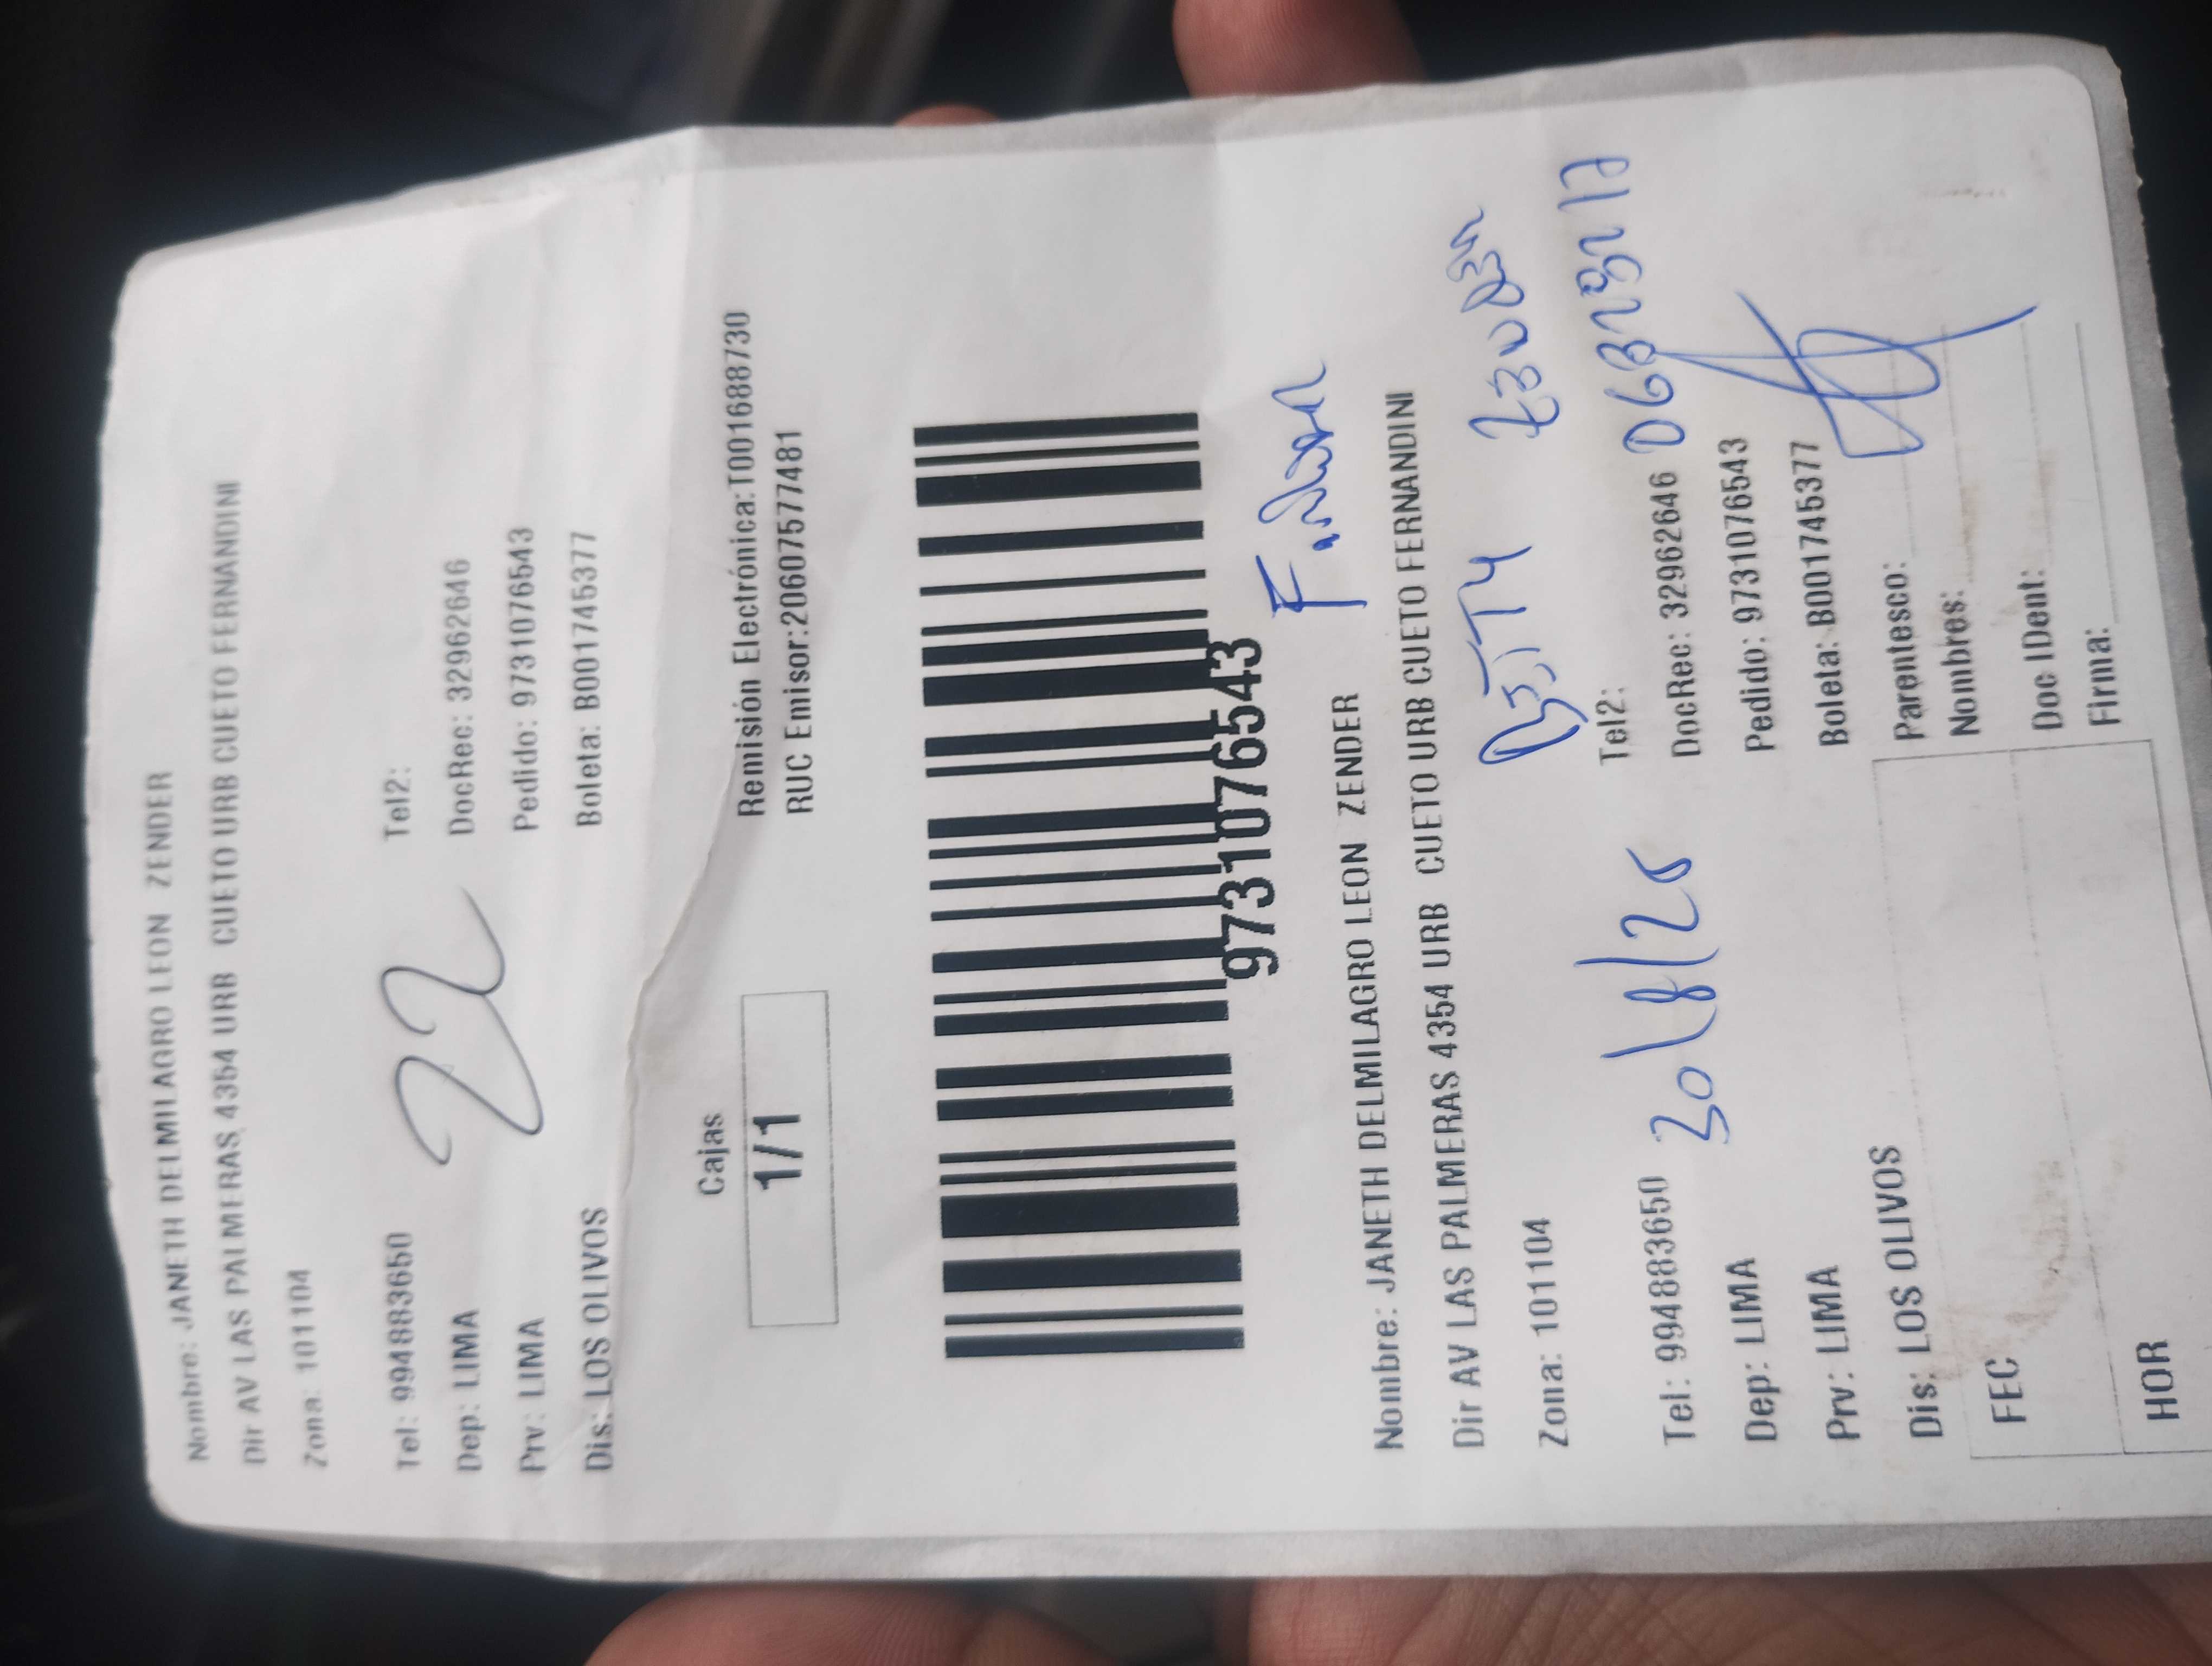 Nombre: JANETH DELMILAGRO LEON ZENDER
Dir AV LAS PALMERAS 4354 URB CUETO URB CUETO FERNANDINI
Zona: 101104
Tel: 994883650 Tel2:
Dep: LIMA DocRec: 32962646
Prv: LIMA Pedido: 9731076543
Dis: LOS OLIVOS Boleta: B001745377
22
Cajas Remisión Electrónica:T00168873O
1/1 RUC Emisor:20607577481
9731076543
Nombre: JANETH DELMILAGRO LEON ZENDER
Dir AV LAS PALMERAS 4354 URB CUETO URB CUETO FERNANDINI
Zona: 101104
Tel: 994883650 30/8/25 Tel2:
Dep: LIMA DocRec: 32962646
Prv: LIMA Pedido: 9731076543
Dis: LOS OLIVOS Boleta: B001745377
FEC Parentesco:
Nombres:
HOR Doc IDent:
Firma: